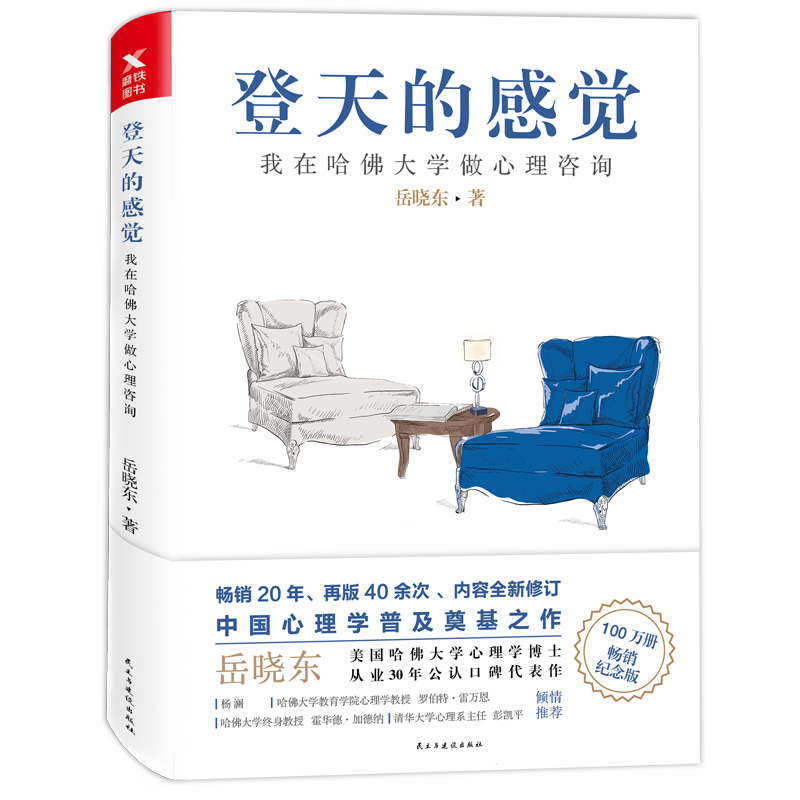 磨铁
图书
登天的感觉
我在哈佛大学做心理咨询
岳晓东·著
民主与建设出版社
登天的感觉
我在哈佛大学做心理咨询
岳晓东▸著
畅销20年、再版40余次、内容全新修订
中国心理学普及奠基之作
岳晓东
美国哈佛大学心理学博士
从业30年公认口碑代表作
杨澜 |哈佛大学教育学院心理学教授 罗伯特·雷万恩
|哈佛大学终身教授 霍华德·加德纳|清华大学心理系主任 彭凯平
倾情
推荐
100万册
畅销
纪念版
民主与建设出版社